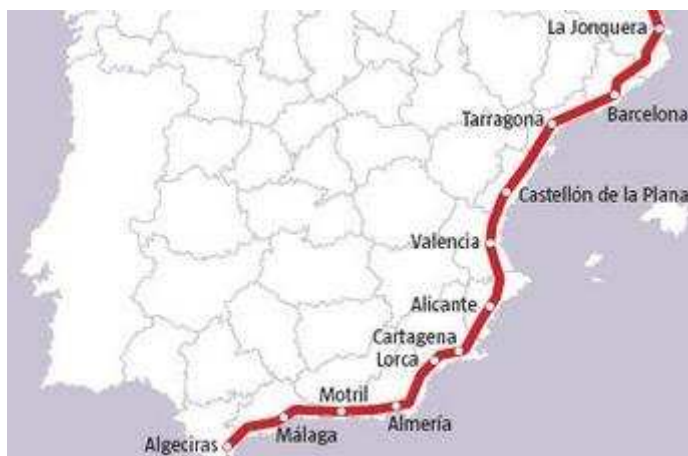 La Jonquera
Barcelona
Tarragona
Castellón de la Plana
Valencia
Alicante
Cartagena
Lorca
Motril
Almería
Málaga
Algeciras